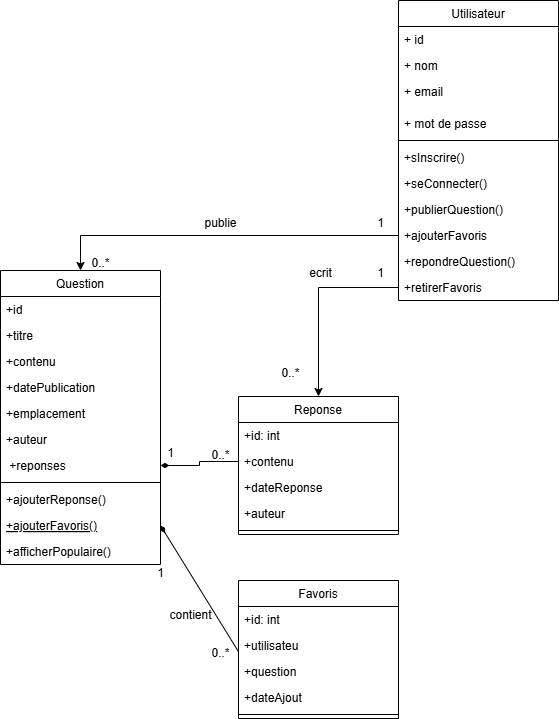 Utilisateur
+ id
+ nom
+ email
+ mot de passe
+sInscrire()
+seConnecter()
+publierQuestion()
+ajouterFavoris
+repondreQuestion()
+retirerFavoris
publie
1
0..*
ecrit
1
0..*
Question
+id
+titre
+contenu
+datePublication
+emplacement
+auteur
+reponses
+ajouterReponse()
+ajouterFavoris()
+afficherPopulaire()
1
0..*
Reponse
+id: int
+contenu
+dateReponse
+auteur
1
contient
0..*
Favoris
+id: int
+utilisateu
+question
+dateAjout